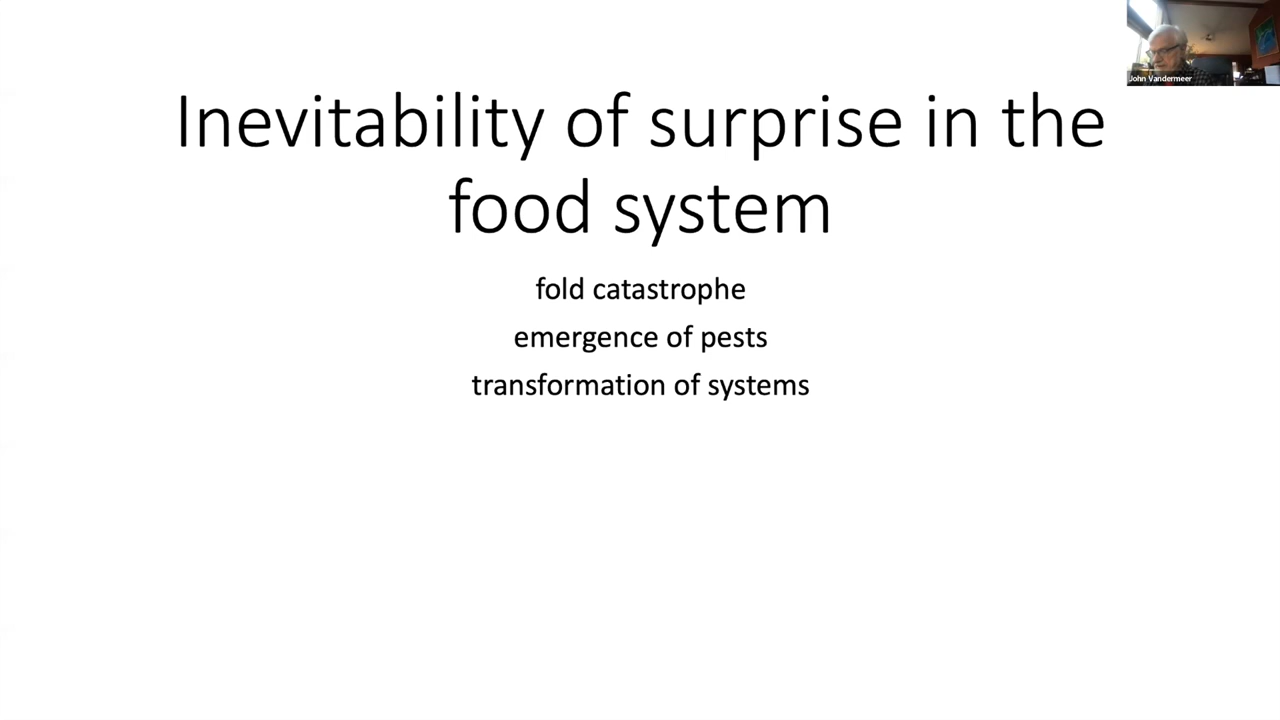 John Vandermeer
Inevitability of surprise in the
food system
fold catastrophe
emergence of pests
transformation of systems